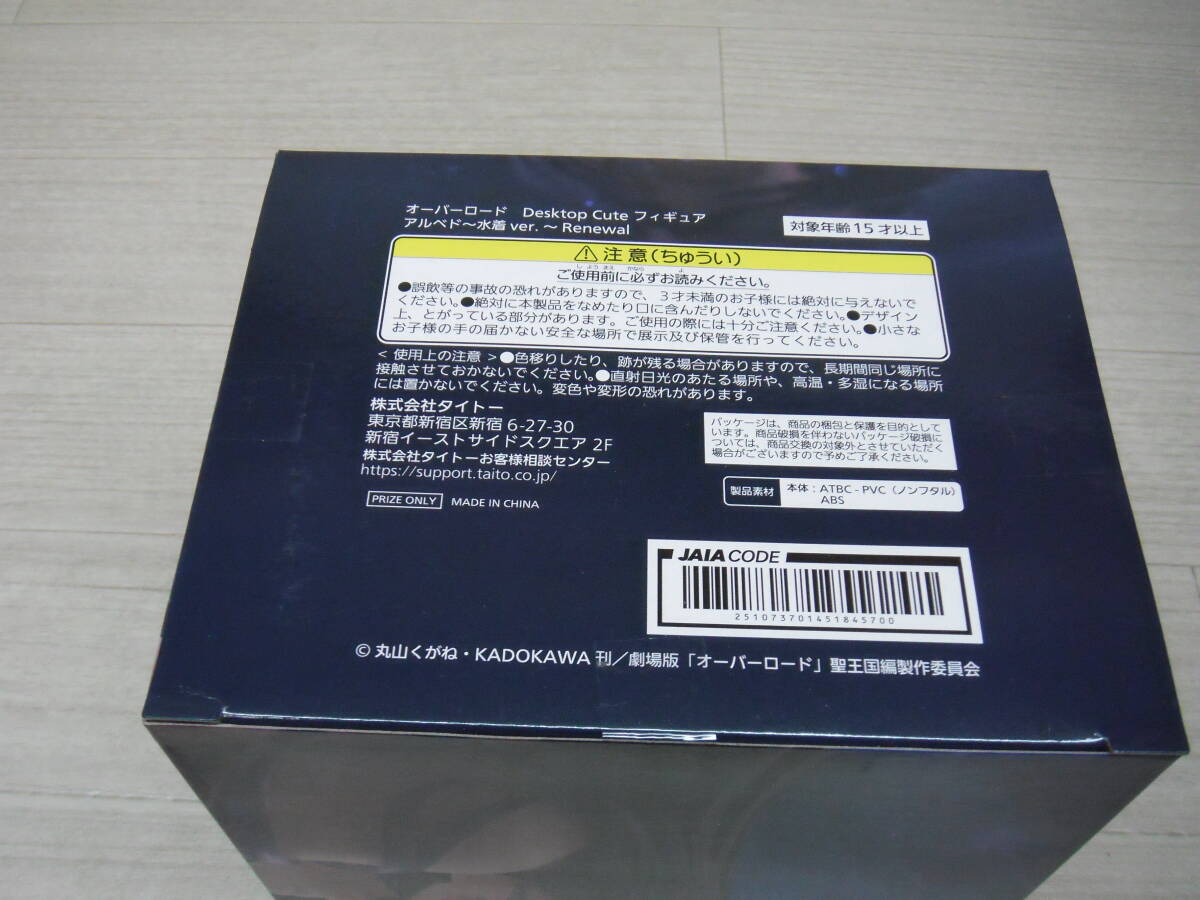 オーバーロード Desktop Cute フィギュア
アルベド～水着 ver. ～ Renewal
対象年齢 15 才以上
注 意 (ちゅうい)
しようまえ かなら よ
ご使用前に必ずお読みください。
●誤飲等の事故の恐れがありますので、３才未満のお子様には絶対に与えないで
ください。●絶対に本製品をなめたり口に含んだりしないでください。●デザイン
上、とがっている部分があります。ご使用の際には十分ご注意ください。●小さな
お子様の手の届かない安全な場所で展示及び保管を行ってください。
< 使用上の注意 >●色移りしたり、跡が残る場合がありますので、長期間同じ場所に
接触させておかないでください。●直射日光のあたる場所や、高温・多湿になる場所
には置かないでください。変色や変形の恐れがあります。
株式会社タイトー
東京都新宿区新宿 6-27-30
新宿イーストサイドスクエア 2F
株式会社タイトーお客様相談センター
https://support.taito.co.jp/
PRIZE ONLY MADE IN CHINA
パッケージは、商品の梱包と保護を目的として
います。商品破損を伴わないパッケージ破損に
ついては、商品交換の対象外とさせていただく
場合がございますので予めご了承ください。
製品素材 本体：ATBC - PVC（ノンフタル）
ABS
JAIA CODE
251073701451845700
© 丸山くがね・KADOKAWA 刊／劇場版「オーバーロード」聖王国編製作委員会